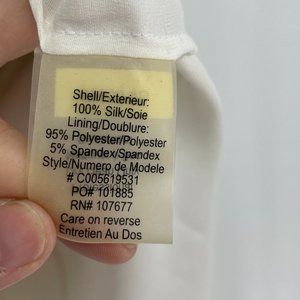 Shell/Exterieur:
100% Silk/Soie
Lining/Doublure:
95% Polyester/Polyester
5% Spandex/Spandex
Style/Numero de Modele
# C005619531
PO# 101885
RN# 107677
Care on reverse
Entretien Au Dos